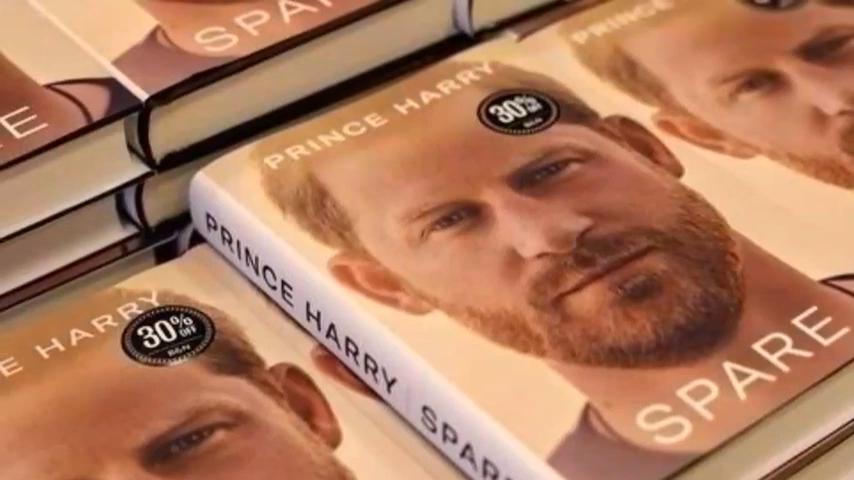 SPARE
PRINCE
PRINCE HARRY
30% OFF
B&N
PRINCE HARRY SPARE
SPARE
E HARRY
30% OFF
B&N